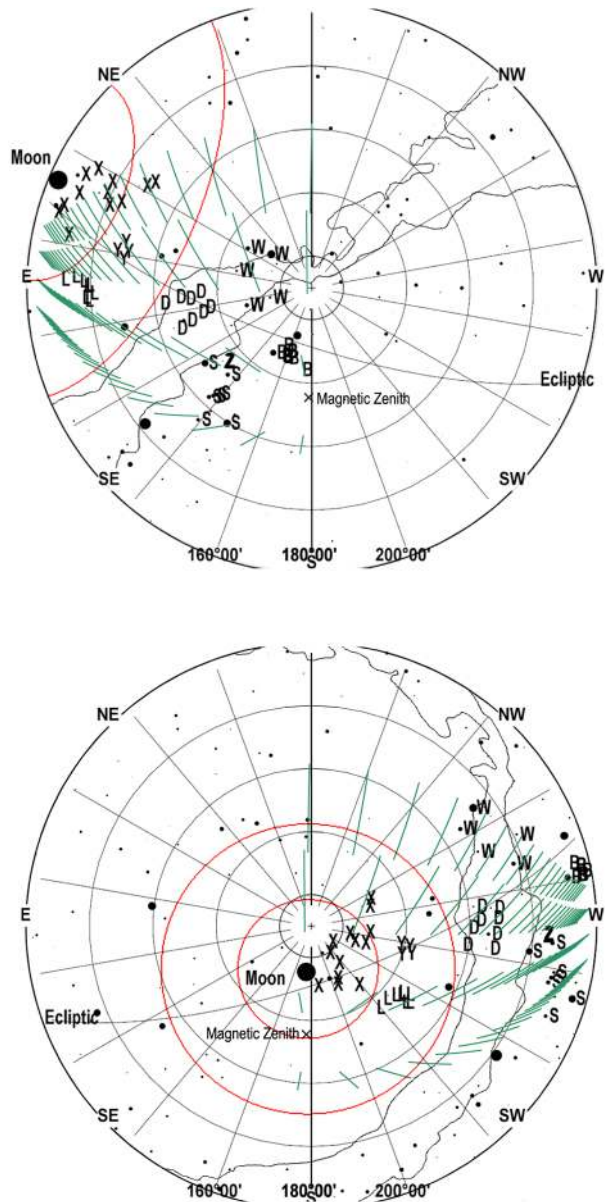 NE
NW
Moon
X X X X X X X X X X X X X
Y Y Y Y
W W
W
W W
E
W
L L L L L L L
D D D D D D D D
B B B B B B B
Z
S S S S S S S
Ecliptic
Magnetic Zenith
SE
SW
160°00' 180°00' 200°00'
S
NE
NW
W W W W W
X X X X X X X X X X X X
B B B B B B
E
W
D D D D D D D D
Y Y Y Y
Z
S S S S S S S
Moon
L L L L L L
Ecliptic
Magnetic Zenith
SE
SW
160°00' 180°00' 200°00'
S